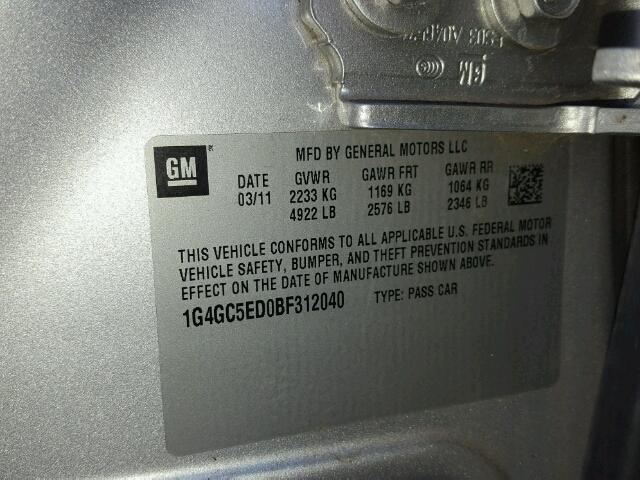 GM
MFD BY GENERAL MOTORS LLC
DATE GVWR GAWR FRT GAWR RR
03/11 2233 KG 1169 KG 1064 KG
4922 LB 2576 LB 2346 LB
THIS VEHICLE CONFORMS TO ALL APPLICABLE U.S. FEDERAL MOTOR
VEHICLE SAFETY, BUMPER, AND THEFT PREVENTION STANDARDS IN
EFFECT ON THE DATE OF MANUFACTURE SHOWN ABOVE.
1G4GC5ED0BF312040 TYPE: PASS CAR